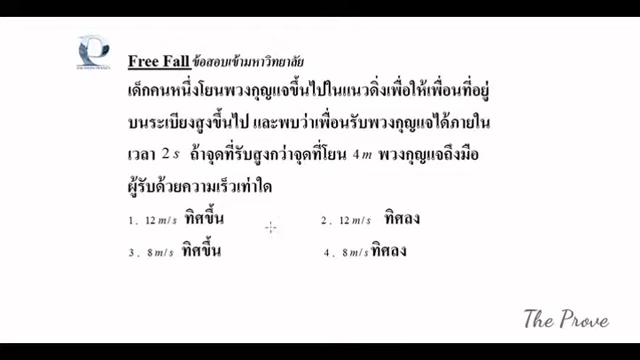 Free Fall ข้อสอบเข้ามหาวิทยาลัย
เด็กคนหนึ่งโยนพวงกุญแจขึ้นไปในแนวดิ่งเพื่อให้เพื่อนที่อยู่
บนระเบียงสูงขึ้นไป และพบว่าเพื่อนรับพวงกุญแจได้ภายใน
เวลา 2 s ถ้าจุดที่รับสูงกว่าจุดที่โยน 4 m พวงกุญแจถึงมือ
ผู้รับด้วยความเร็วเท่าใด
1. 12 m/s ทิศขึ้น 2. 12 m/s ทิศลง
3. 8 m/s ทิศขึ้น 4. 8 m/s ทิศลง
The Prove